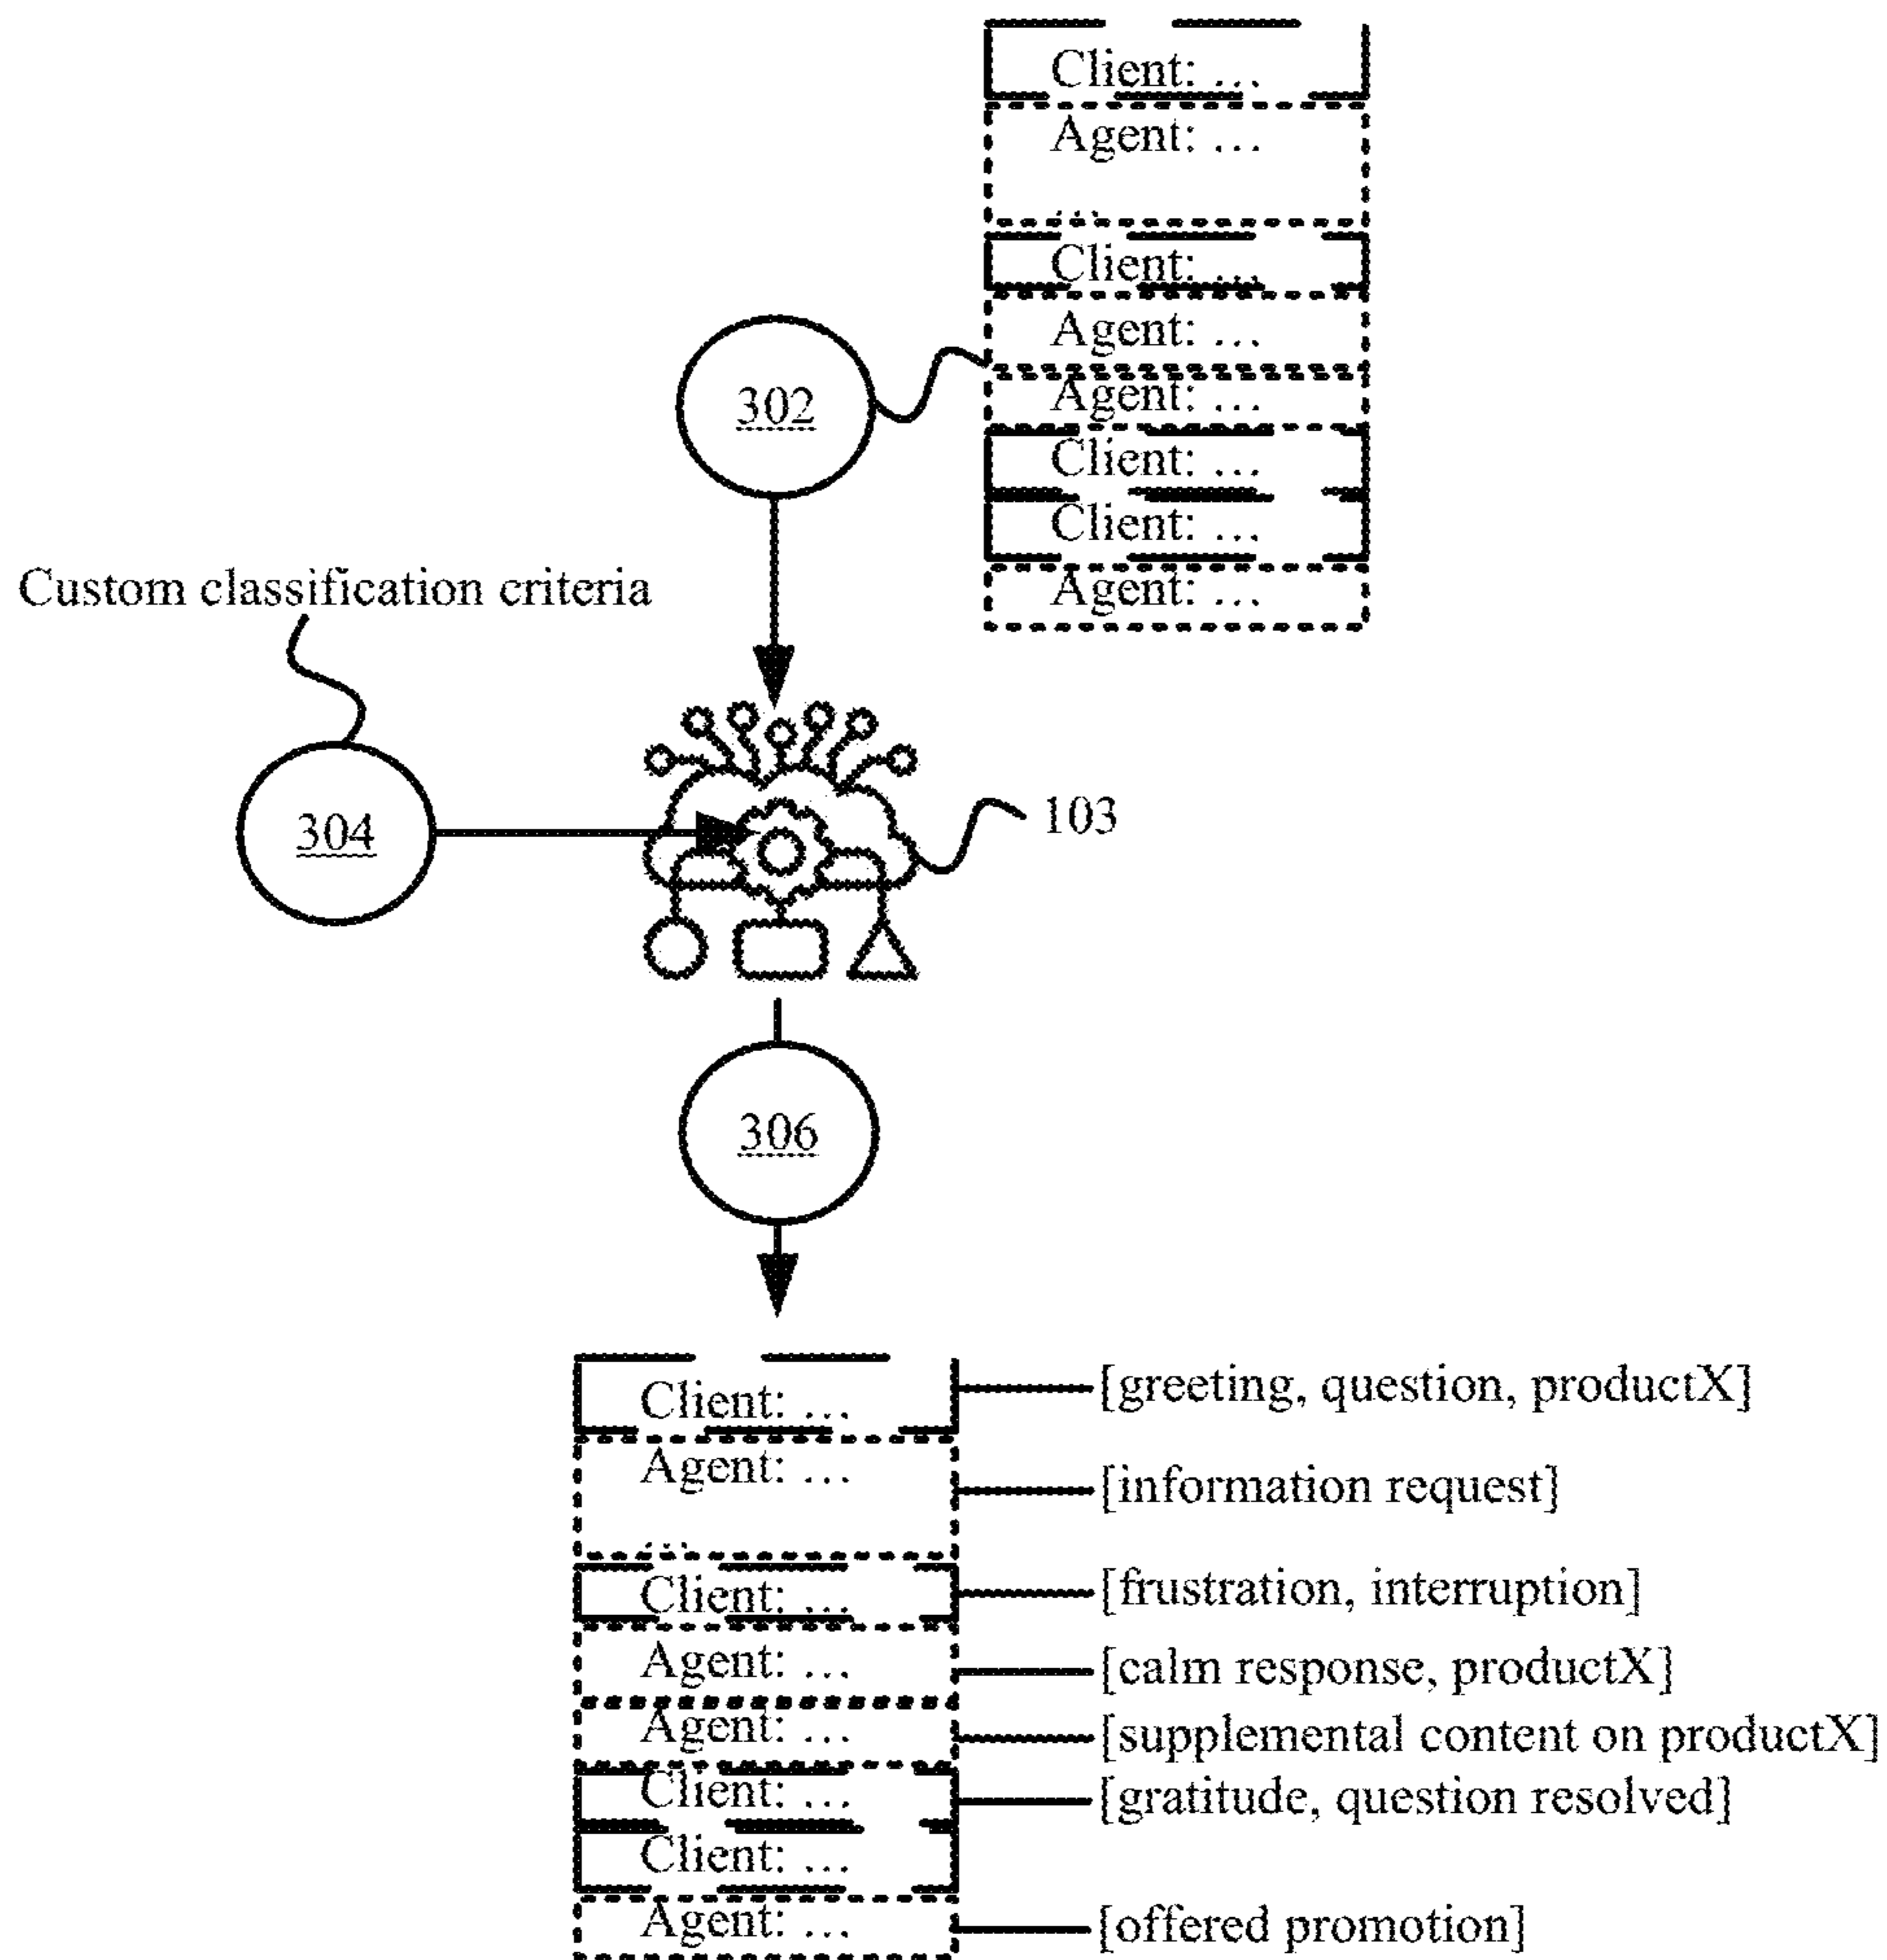 Client: ...
Agent: ...
...
Client: ...
Agent: ...
Agent: ...
Client: ...
Client: ...
Agent: ...
302
Custom classification criteria
304
103
306
Client: ... [greeting, question, productX]
Agent: ... [information request]
...
Client: ... [frustration, interruption]
Agent: ... [calm response, productX]
Agent: ... [supplemental content on productX]
Client: ... [gratitude, question resolved]
Client: ...
Agent: ... [offered promotion]